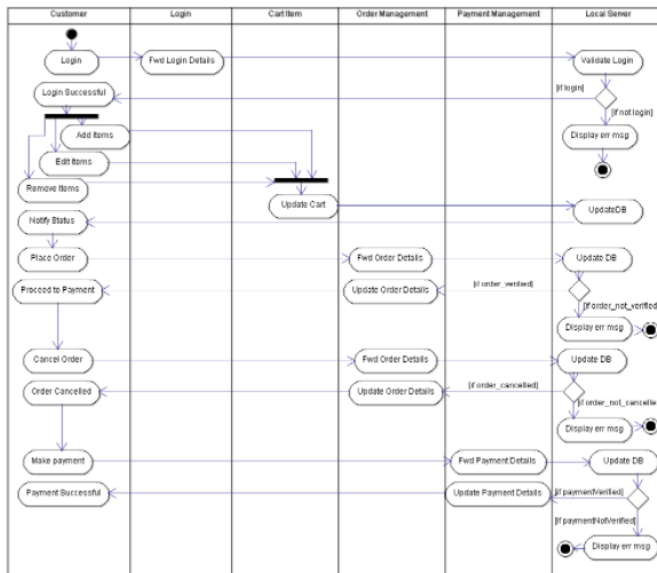 Customer
Login
Cart Item
Order Management
Payment Management
Local Server
Login
Fwd Login Details
Validate Login
Login Successful
[if login]
[if not login]
Add Items
Display err msg
Edit Items
Remove Items
Update Cart
UpdateDB
Notify Status
Place Order
Fwd Order Details
Update DB
Proceed to Payment
Update Order Details
[if order_verified]
[if order_not_verified
Display err msg
Cancel Order
Fwd Order Details
Update DB
Order Cancelled
Update Order Details
[if order_cancelled]
[if order_not_cancelle
Display err msg
Make payment
Fwd Payment Details
Update DB
Payment Successful
Update Payment Details
[if paymentVerified]
[if paymentNotVerified]
Display err msg